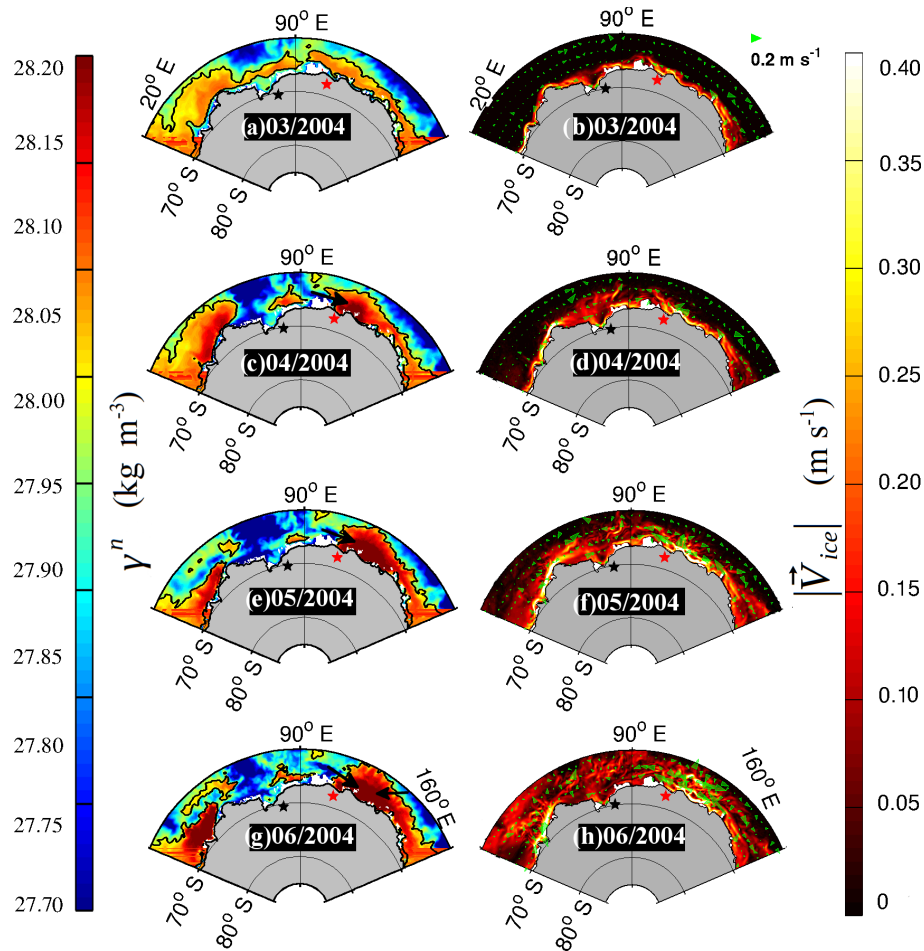 90° E
20° E
(a)03/2004
70° S
80° S
90° E
0.2 m s-1
(b)03/2004
70° S
80° S
90° E
(c)04/2004
70° S
80° S
90° E
(d)04/2004
70° S
80° S
90° E
(e)05/2004
70° S
80° S
90° E
(f)05/2004
70° S
80° S
90° E
160° E
(g)06/2004
70° S
80° S
90° E
160° E
(h)06/2004
70° S
80° S
28.20
28.15
28.10
28.05
28.00
27.95
27.90
27.85
27.80
27.75
27.70
γn (kg m-3)
0.40
0.35
0.30
0.25
0.20
0.15
0.10
0.05
0
|V⃗ice| (m s-1)